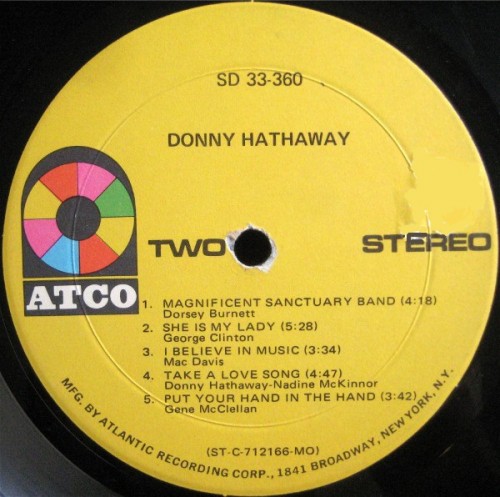 SD 33-360
DONNY HATHAWAY
TWO
STEREO
ATCO
1. MAGNIFICENT SANCTUARY BAND (4:18)
Dorsey Burnett
2. SHE IS MY LADY (5:28)
George Clinton
3. I BELIEVE IN MUSIC (3:34)
Mac Davis
4. TAKE A LOVE SONG (4:47)
Donny Hathaway-Nadine McKinnor
5. PUT YOUR HAND IN THE HAND (3:42)
Gene McClellan
(ST-C-712166-MO)
MFG. BY ATLANTIC RECORDING CORP., 1841 BROADWAY, NEW YORK, N.Y.